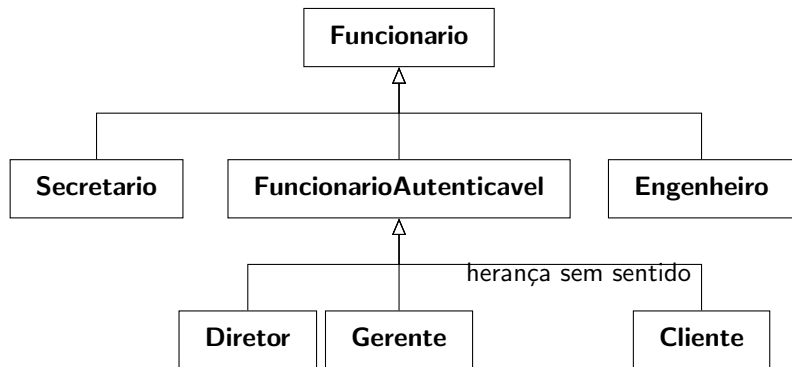 Funcionario
Secretario
FuncionarioAutenticavel
Engenheiro
herança sem sentido
Diretor
Gerente
Cliente